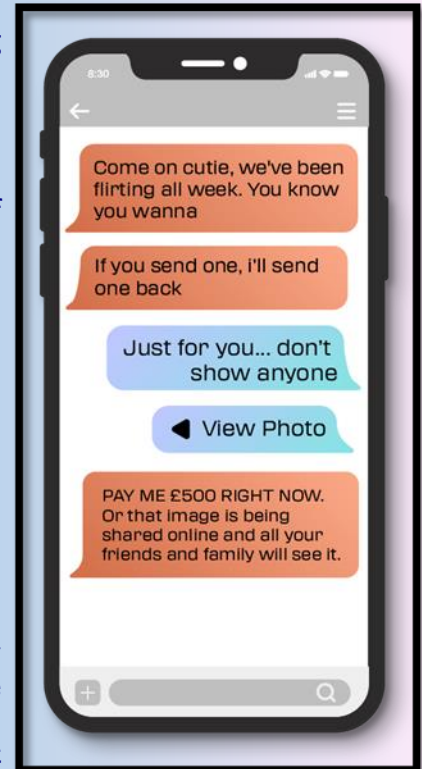 8:30
Come on cutie, we've been
flirting all week. You know
you wanna
If you send one, i'll send
one back
Just for you... don't
show anyone
View Photo
PAY ME £500 RIGHT NOW.
Or that image is being
shared online and all your
friends and family will see it.